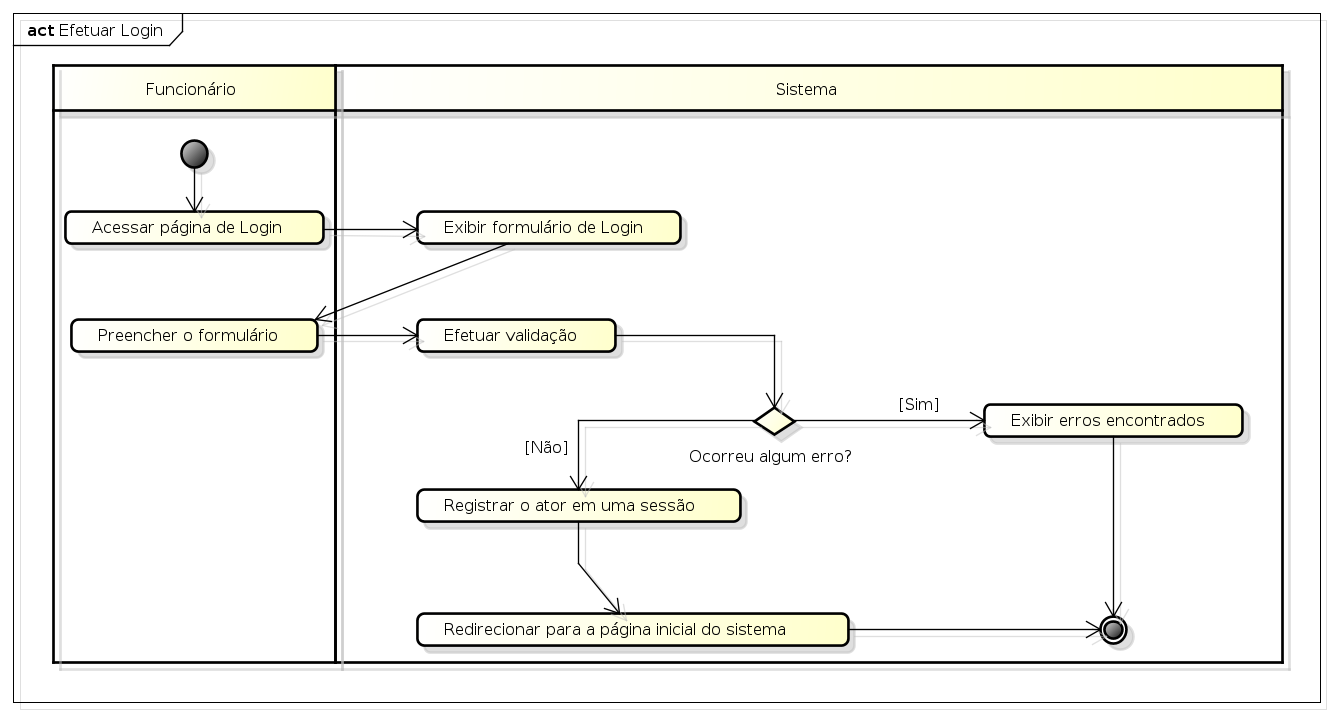 act Efetuar Login
Funcionário
Sistema
Acessar página de Login
Exibir formulário de Login
Preencher o formulário
Efetuar validação
[Sim]
Exibir erros encontrados
[Não]
Ocorreu algum erro?
Registrar o ator em uma sessão
Redirecionar para a página inicial do sistema